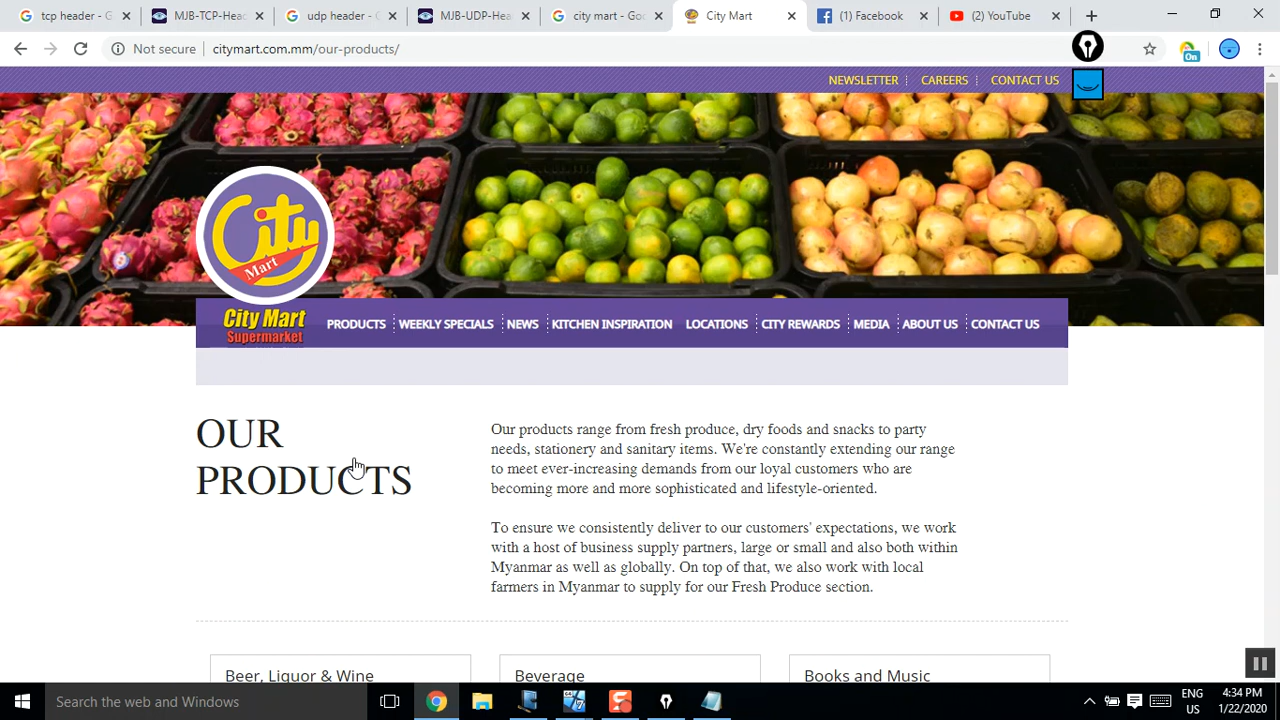 tcp header - G
MJB-TCP-Head
udp header - G
MJB-UDP-Hea
city mart - Goo
City Mart
(1) Facebook
(2) YouTube
Not secure
citymart.com.mm/our-products/
On
NEWSLETTER
CAREERS
CONTACT US
City
Mart
City Mart
Supermarket
PRODUCTS
WEEKLY SPECIALS
NEWS
KITCHEN INSPIRATION
LOCATIONS
CITY REWARDS
MEDIA
ABOUT US
CONTACT US
OUR
PRODUCTS
Our products range from fresh produce, dry foods and snacks to party
needs, stationery and sanitary items. We're constantly extending our range
to meet ever-increasing demands from our loyal customers who are
becoming more and more sophisticated and lifestyle-oriented.
To ensure we consistently deliver to our customers' expectations, we work
with a host of business supply partners, large or small and also both within
Myanmar as well as globally. On top of that, we also work with local
farmers in Myanmar to supply for our Fresh Produce section.
Beer, Liquor & Wine
Beverage
Books and Music
Search the web and Windows
ENG
US
4:34 PM
1/22/2020